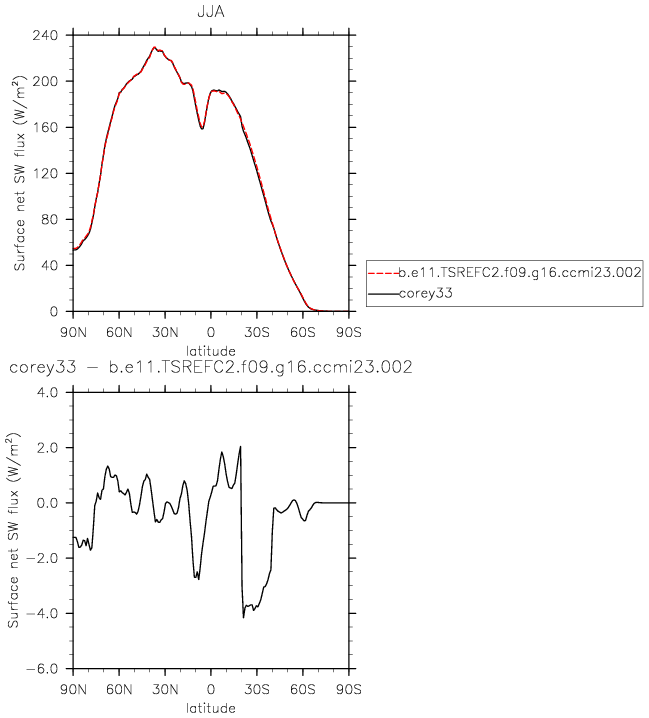 JJA
Surface net SW flux (W/m²)
240
200
160
120
80
40
0
90N 60N 30N 0 30S 60S 90S
latitude
b.e11.TSREFC2.f09.g16.ccmi23.002
corey33
corey33 − b.e11.TSREFC2.f09.g16.ccmi23.002
Surface net SW flux (W/m²)
4.0
2.0
0.0
−2.0
−4.0
−6.0
90N 60N 30N 0 30S 60S 90S
latitude